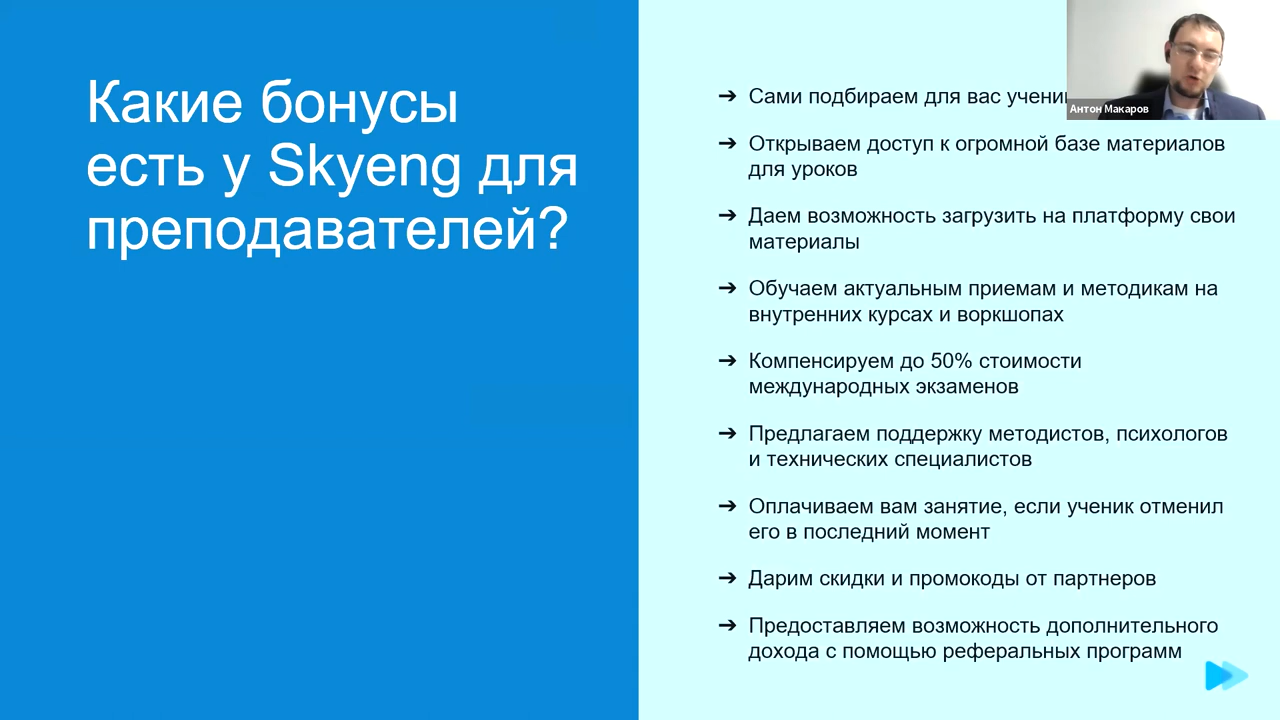 Какие бонусы
есть у Skyeng для
преподавателей?
➔ Сами подбираем для вас
➔ Открываем доступ к огромной базе материалов
для уроков
➔ Даем возможность загрузить на платформу свои
материалы
➔ Обучаем актуальным приемам и методикам на
внутренних курсах и воркшопах
➔ Компенсируем до 50% стоимости
международных экзаменов
➔ Предлагаем поддержку методистов, психологов
и технических специалистов
➔ Оплачиваем вам занятие, если ученик отменил
его в последний момент
➔ Дарим скидки и промокоды от партнеров
➔ Предоставляем возможность дополнительного
дохода с помощью реферальных программ
Антон Макаров